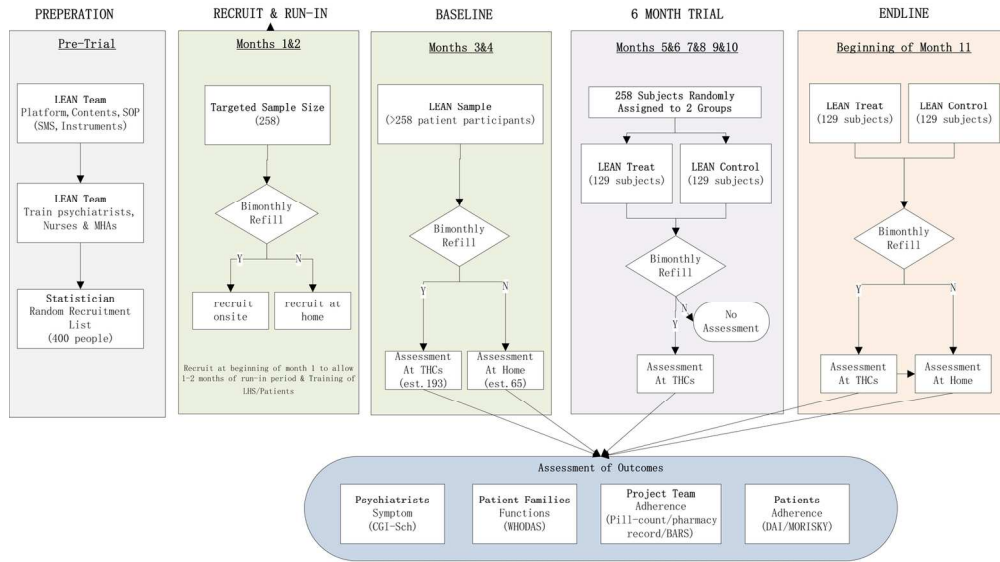 PREPARATION
RECRUIT & RUN-IN
BASELINE
6 MONTH TRIAL
ENDLINE
Pre-Trial
LEAN Team
Platform, Contents, SOP
(SMS, Instruments)
LEAN Team
Train psychiatrists,
Nurses & MHAs
Statistician
Random Recruitment
List
(400 people)
Months 1&2
Targeted Sample Size
(258)
Bimonthly
Refill
Y
N
recruit
onsite
recruit at
home
Recruit at beginning of month 1 to allow
1-2 months of run-in period & Training of
LHS/Patients
Months 3&4
LEAN Sample
(>258 patient participants)
Bimonthly
Refill
Y
N
Assessment
At THCs
(est.193)
Assessment
At Home
(est.65)
Months 5&6 7&8 9&10
258 Subjects Randomly
Assigned to 2 Groups
LEAN Treat
(129 subjects)
LEAN Control
(129 subjects)
Bimonthly
Refill
N
Y
No
Assessment
Assessment
At THCs
Beginning of Month 11
LEAN Treat
(129 subjects)
LEAN Control
(129 subjects)
Bimonthly
Refill
Y
N
Assessment
At THCs
Assessment
At Home
Assessment of Outcomes
Psychiatrists
Symptom
(CGI-Sch)
Patient Families
Functions
(WHODAS)
Project Team
Adherence
(Pill-count/pharmacy
record/BARS)
Patients
Adherence
(DAI/MORISKY)